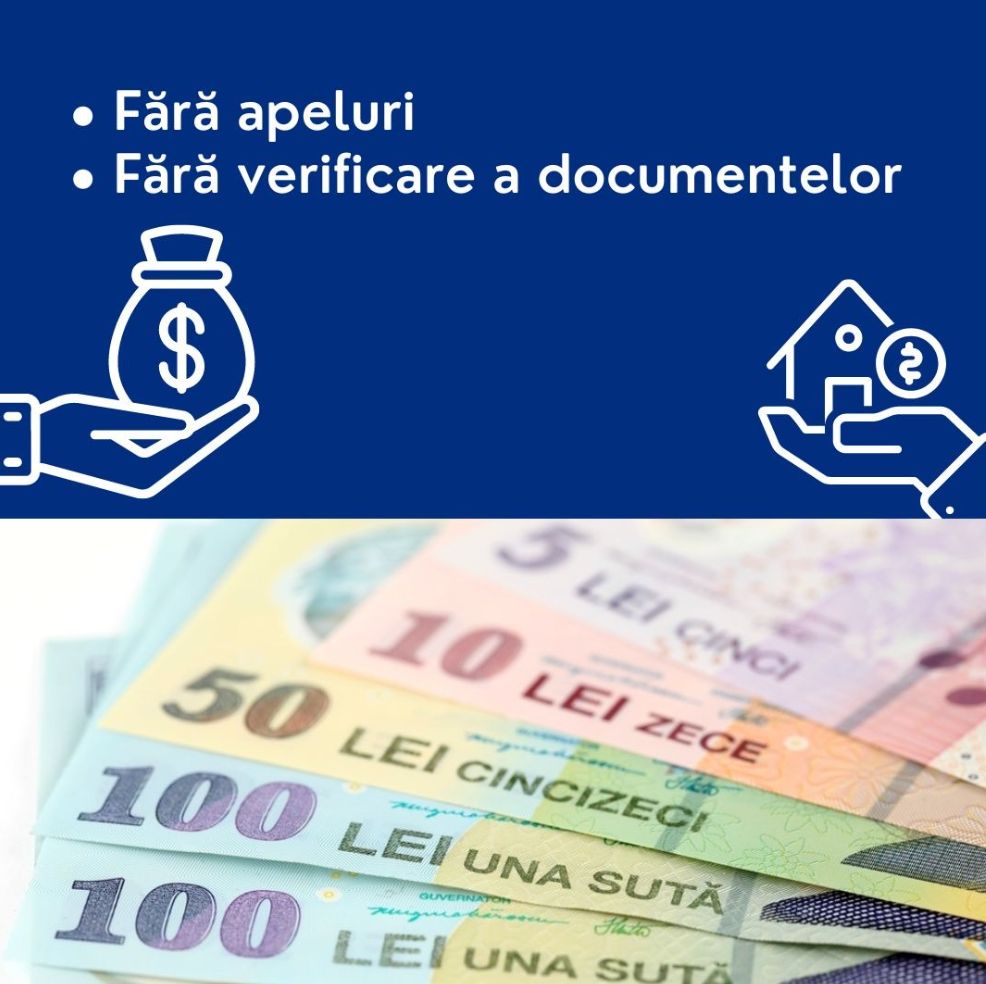 • Fără apeluri
• Fără verificare a documentelor
$
5 LEI CINCI
10 LEI ZECE
50 LEI CINCIZECI
100 LEI UNA SUTĂ
GUVERNATOR
100 LEI UNA SUTĂ